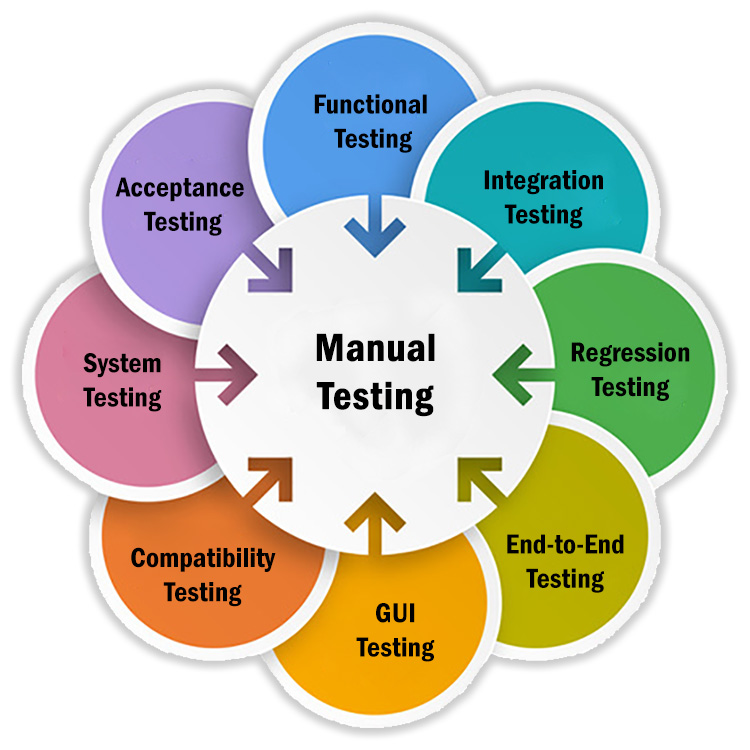 Functional
Testing
Integration
Testing
Regression
Testing
End-to-End
Testing
GUI
Testing
Compatibility
Testing
System
Testing
Acceptance
Testing
Manual
Testing